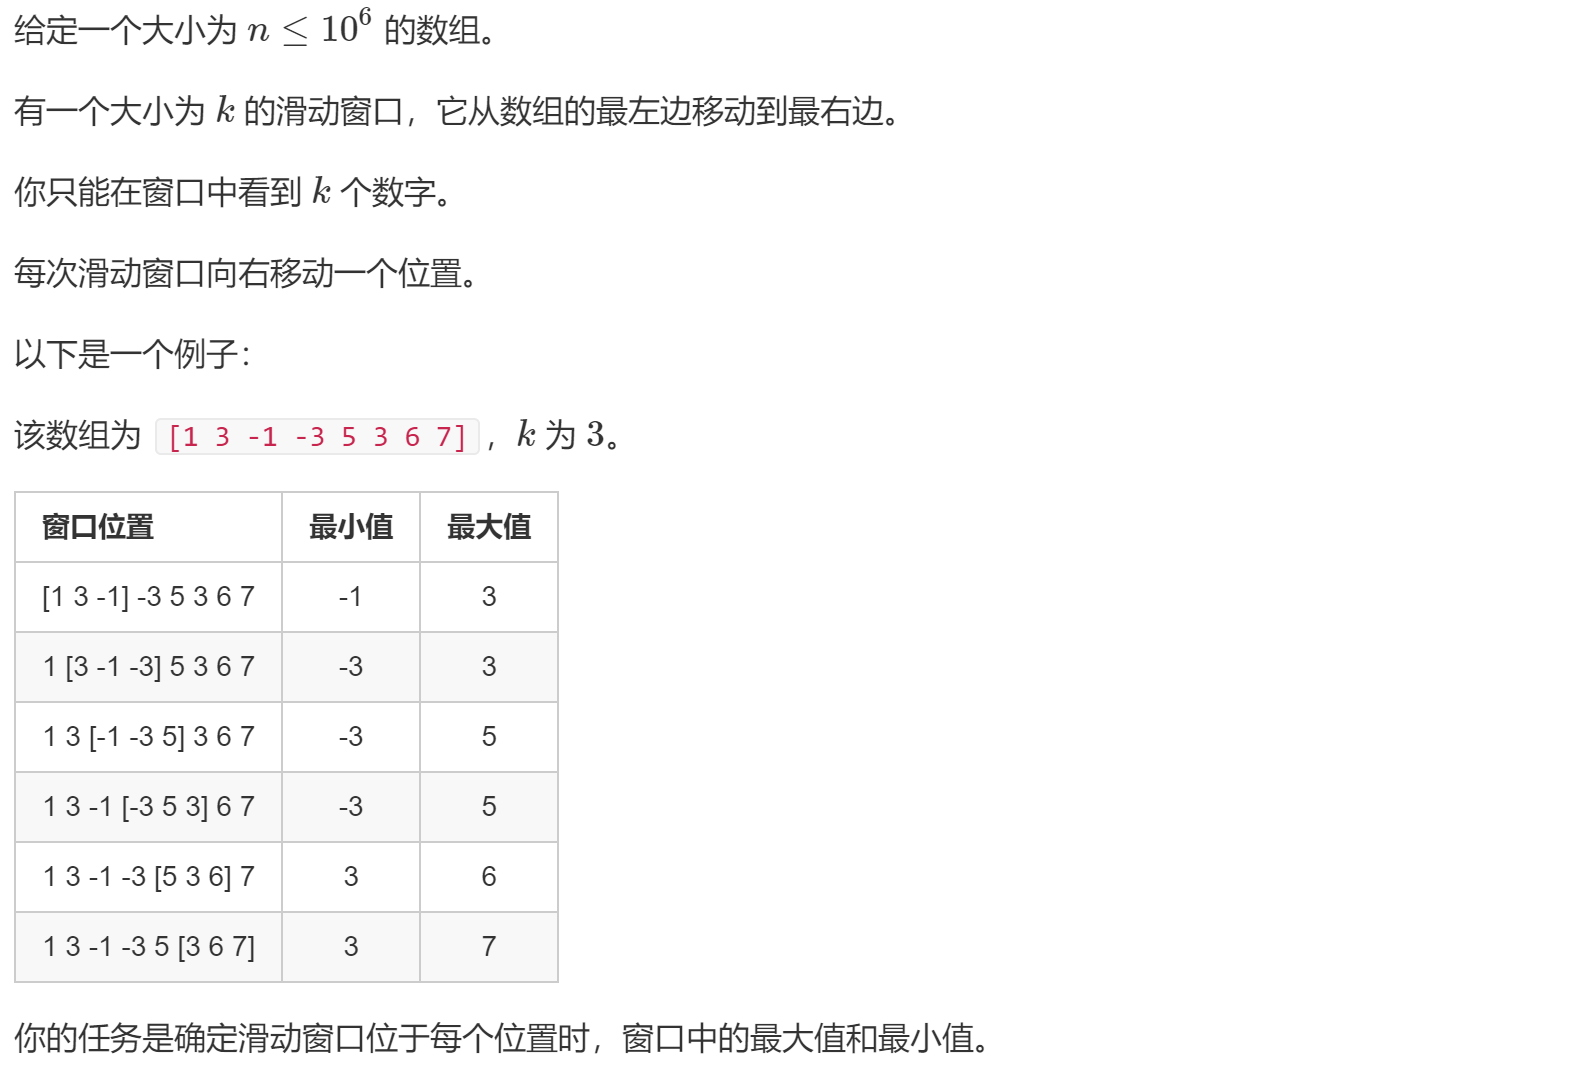 给定一个大小为 n ≤ 10⁶ 的数组。
有一个大小为 k 的滑动窗口，它从数组的最左边移动到最右边。
你只能在窗口中看到 k 个数字。
每次滑动窗口向右移动一个位置。
以下是一个例子：
该数组为 [1 3 -1 -3 5 3 6 7]，k 为 3。
窗口位置 最小值 最大值
[1 3 -1] -3 5 3 6 7 -1 3
1 [3 -1 -3] 5 3 6 7 -3 3
1 3 [-1 -3 5] 3 6 7 -3 5
1 3 -1 [-3 5 3] 6 7 -3 5
1 3 -1 -3 [5 3 6] 7 3 6
1 3 -1 -3 5 [3 6 7] 3 7
你的任务是确定滑动窗口位于每个位置时，窗口中的最大值和最小值。